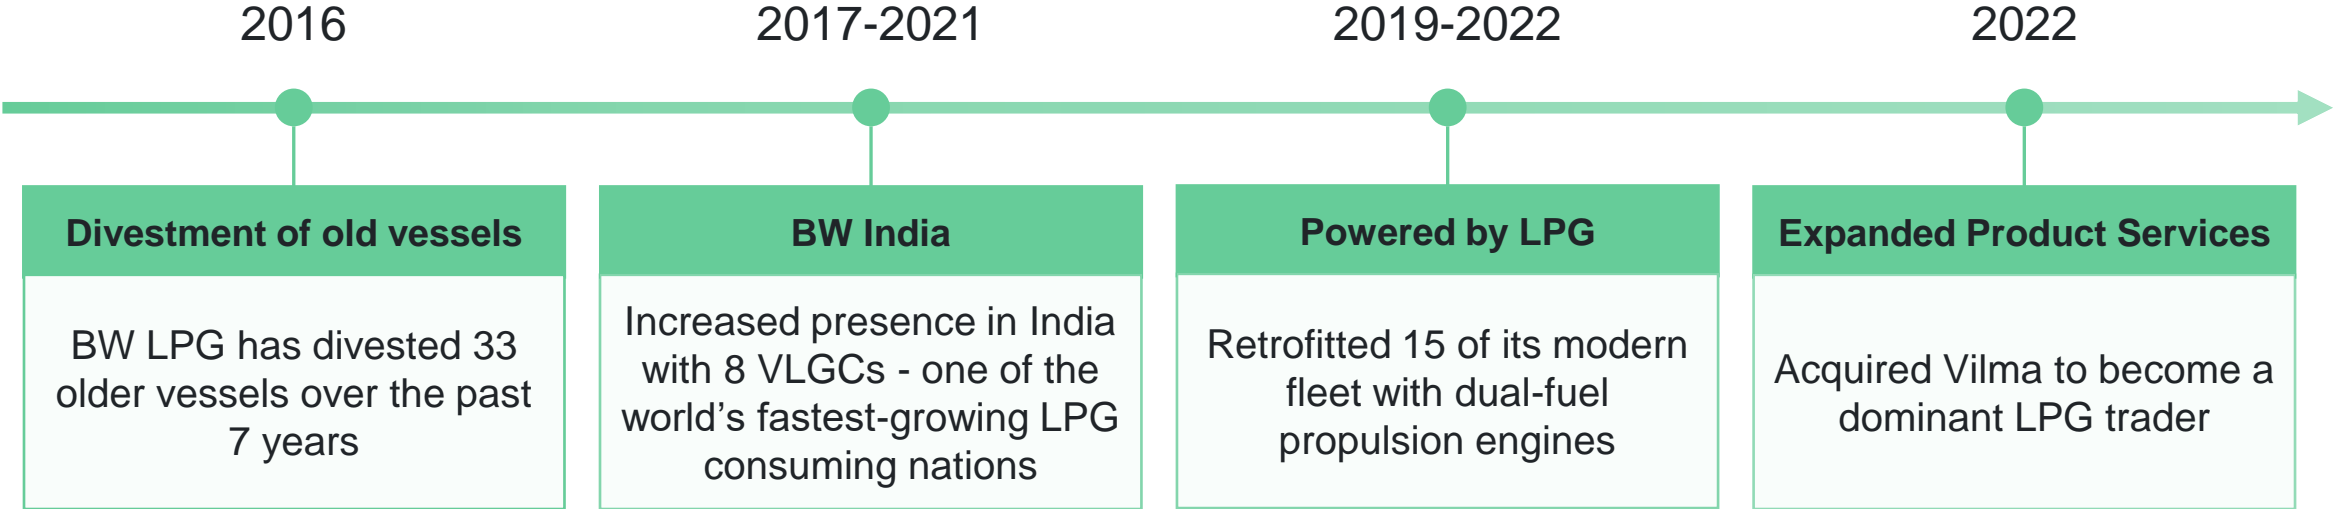 2016
2017-2021
2019-2022
2022
Divestment of old vessels
BW LPG has divested 33
older vessels over the past
7 years
BW India
Increased presence in India
with 8 VLGCs - one of the
world's fastest-growing LPG
consuming nations
Powered by LPG
Retrofitted 15 of its modern
fleet with dual-fuel
propulsion engines
Expanded Product Services
Acquired Vilma to become a
dominant LPG trader